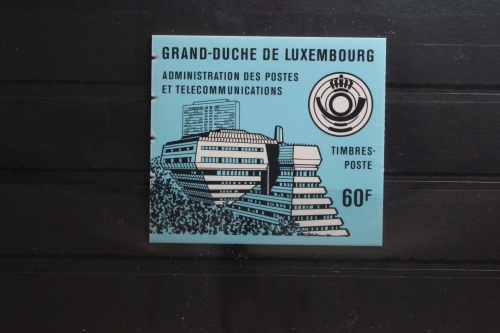 GRAND-DUCHE DE LUXEMBOURG
ADMINISTRATION DES POSTES
ET TELECOMMUNICATIONS
TIMBRES-
POSTE
60F